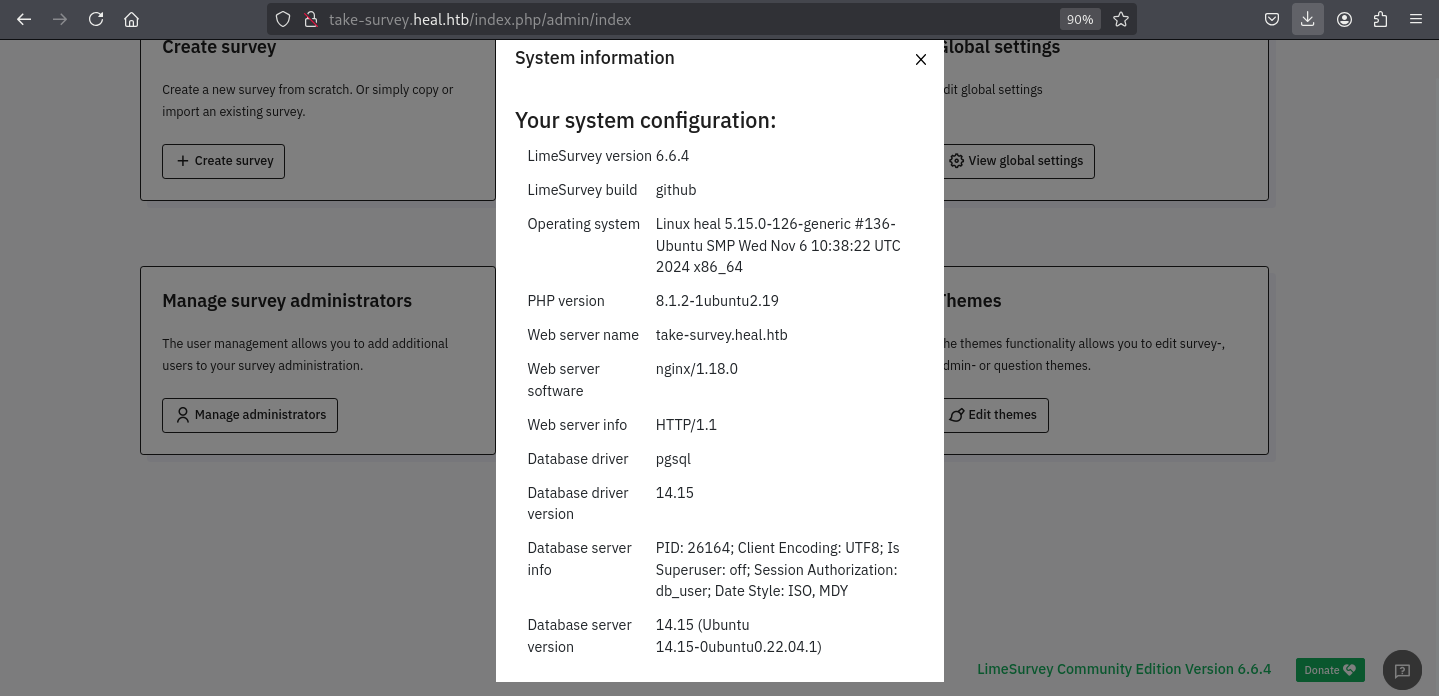 take-survey.heal.htb/index.php/admin/index
90%
Create survey
Create a new survey from scratch. Or simply copy or
import an existing survey.
Create survey
Manage survey administrators
The user management allows you to add additional
users to your survey administration.
Manage administrators
System information
Your system configuration:
LimeSurvey version 6.6.4
LimeSurvey build github
Operating system Linux heal 5.15.0-126-generic #136-
Ubuntu SMP Wed Nov 6 10:38:22 UTC
2024 x86_64
PHP version 8.1.2-1ubuntu2.19
Web server name take-survey.heal.htb
Web server nginx/1.18.0
software
Web server info HTTP/1.1
Database driver pgsql
Database driver 14.15
version
Database server PID: 26164; Client Encoding: UTF8; Is
info Superuser: off; Session Authorization:
db_user; Date Style: ISO, MDY
Database server 14.15 (Ubuntu
version 14.15-0ubuntu0.22.04.1)
Global settings
dit global settings
View global settings
Themes
he themes functionality allows you to edit survey-,
dmin- or question themes.
Edit themes
LimeSurvey Community Edition Version 6.6.4
Donate